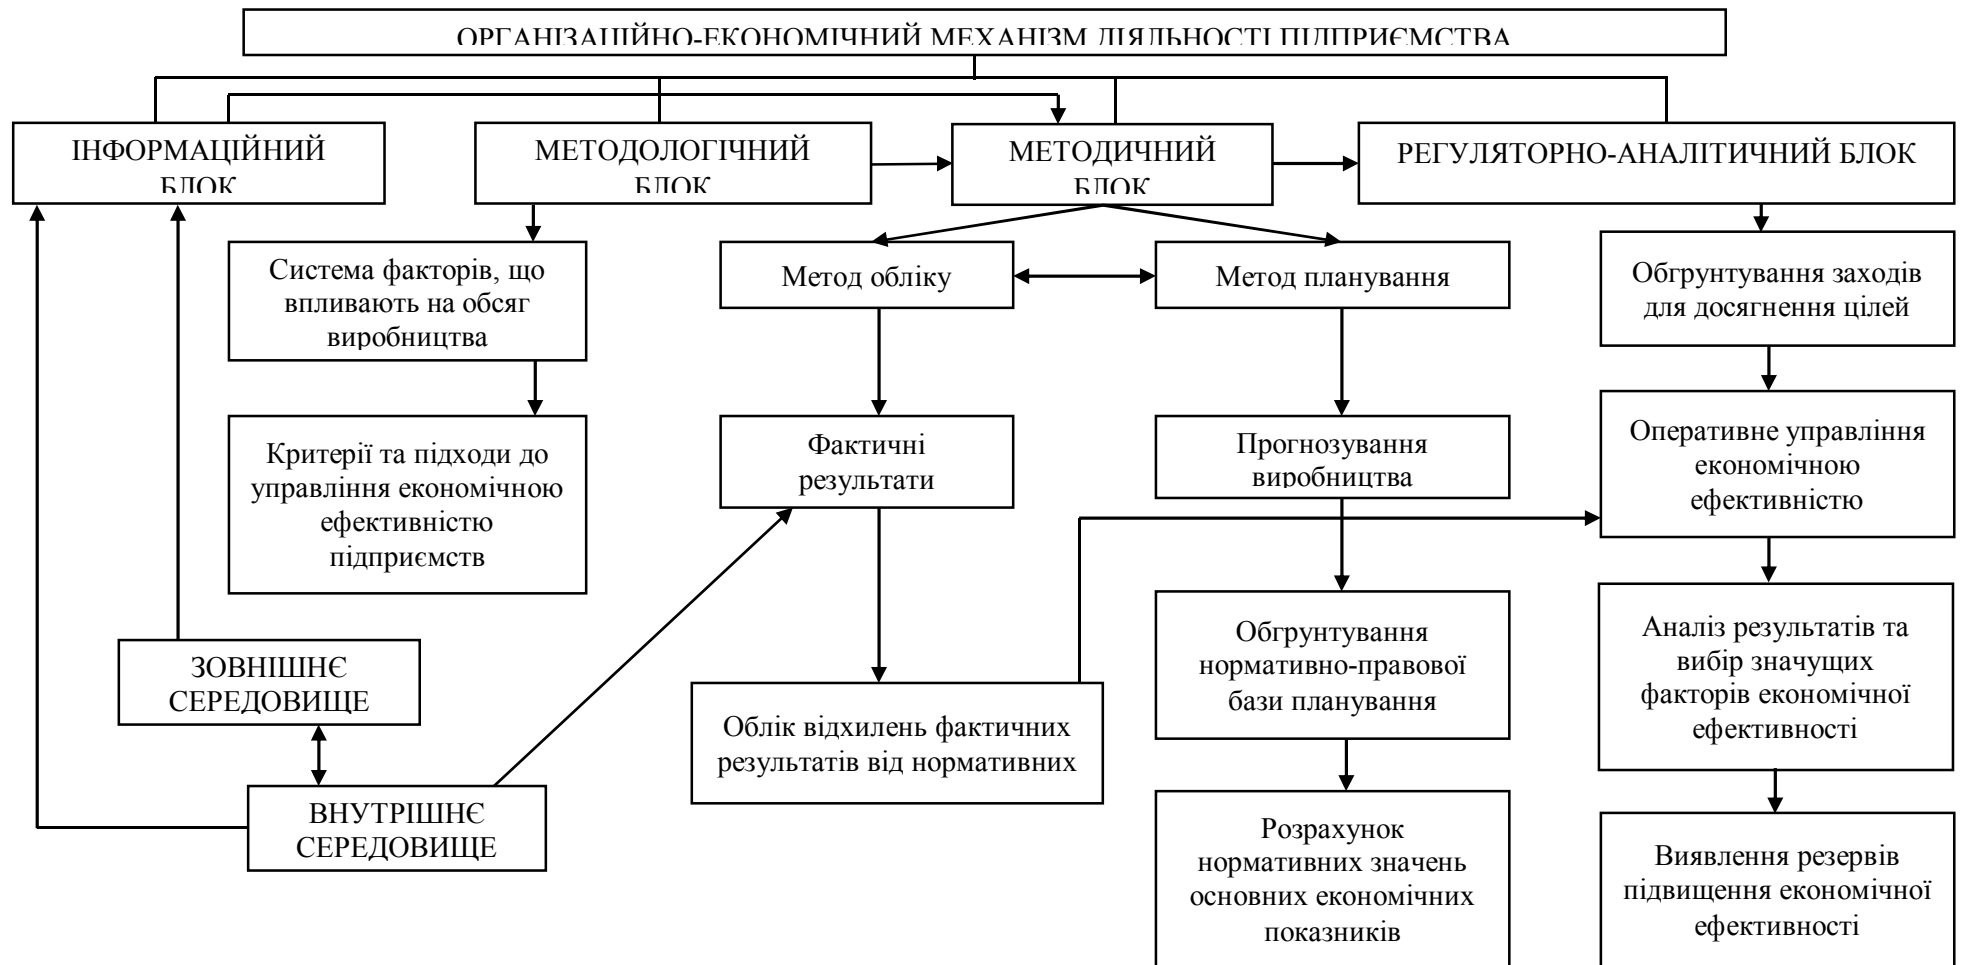 ОРГАНІЗАЦІЙНО-ЕКОНОМІЧНИЙ МЕХАНІЗМ ДІЯЛЬНОСТІ ПІДПРИЄМСТВА
ІНФОРМАЦІЙНИЙ
БЛОК
МЕТОДОЛОГІЧНИЙ
БЛОК
МЕТОДИЧНИЙ
БЛОК
РЕГУЛЯТОРНО-АНАЛІТИЧНИЙ БЛОК
Система факторів, що
впливають на обсяг
виробництва
Метод обліку
Метод планування
Обгрунтування заходів
для досягнення цілей
Критерії та підходи до
управління економічною
ефективністю
підприємств
Фактичні
результати
Прогнозування
виробництва
Оперативне управління
економічною
ефективністю
ЗОВНІШНЄ
СЕРЕДОВИЩЕ
Облік відхилень фактичних
результатів від нормативних
Обгрунтування
нормативно-правової
бази планування
Аналіз результатів та
вибір значущих
факторів економічної
ефективності
ВНУТРІШНЄ
СЕРЕДОВИЩЕ
Розрахунок
нормативних значень
основних економічних
показників
Виявлення резервів
підвищення економічної
ефективності